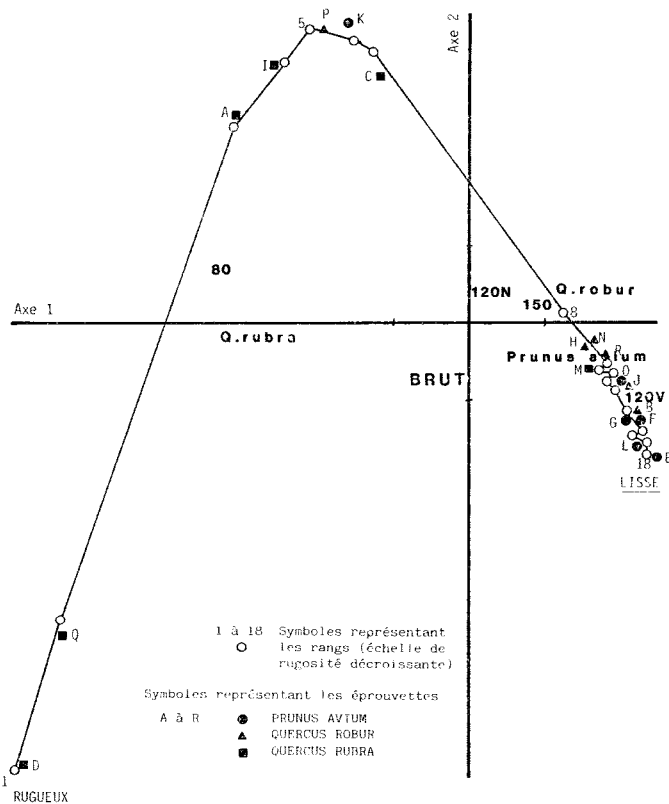 P
K
5
Axe 2
I
C
A
80
120N
Q.robur
150
8
Axe 1
Q.rubra
H
N
R
Prunus avium
M
O
J
BRUT
120V
B
G
F
L
18
E
LISSE
Q
1 à 18 Symboles représentant
les rangs (échelle de
rugosité décroissante)
Symboles représentant les éprouvettes
A à R
PRUNUS AVTUM
QUERCUS ROBUR
QUERCUS RUBRA
D
1
RUGUEUX